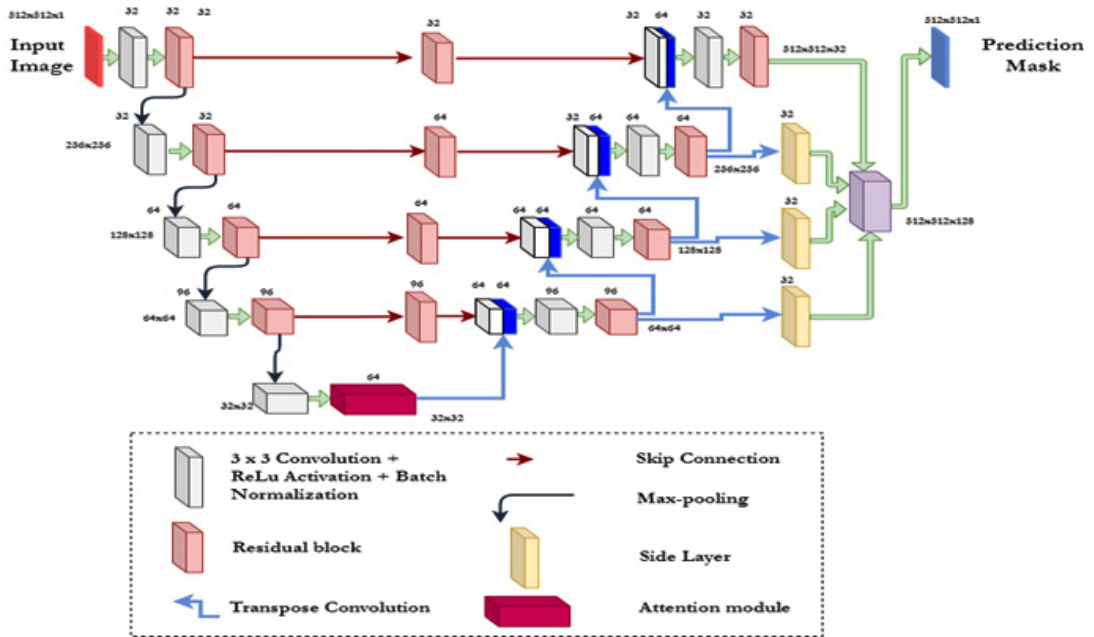 512x512x1
32
32
32
32
32
64
32
32
512x512x1
Input
Image
512x512x32
Prediction
Mask
32
32
64
32
64
64
64
32
256x256
256x256
64
64
64
64
64
64
64
32
128x128
128x128
512x512x128
96
96
96
64
64
96
96
32
64x64
64x64
64
32x32
32x32
3 x 3 Convolution +
ReLu Activation + Batch
Normalization
Skip Connection
Max-pooling
Residual block
Side Layer
Transpose Convolution
Attention module